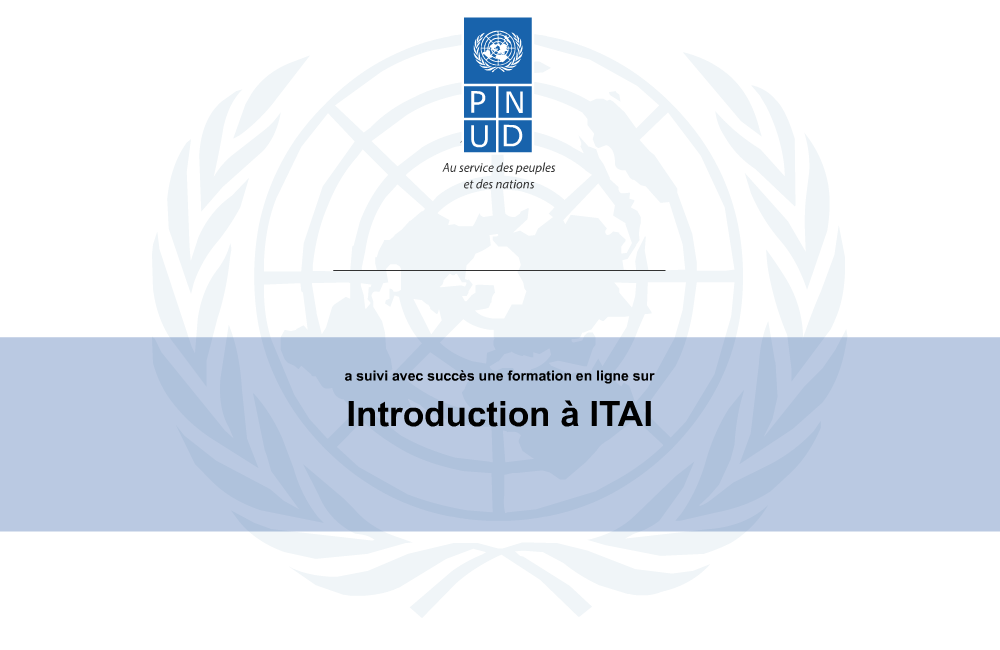 P N
U D
Au service des peuples
et des nations
a suivi avec succès une formation en ligne sur
Introduction à ITAI